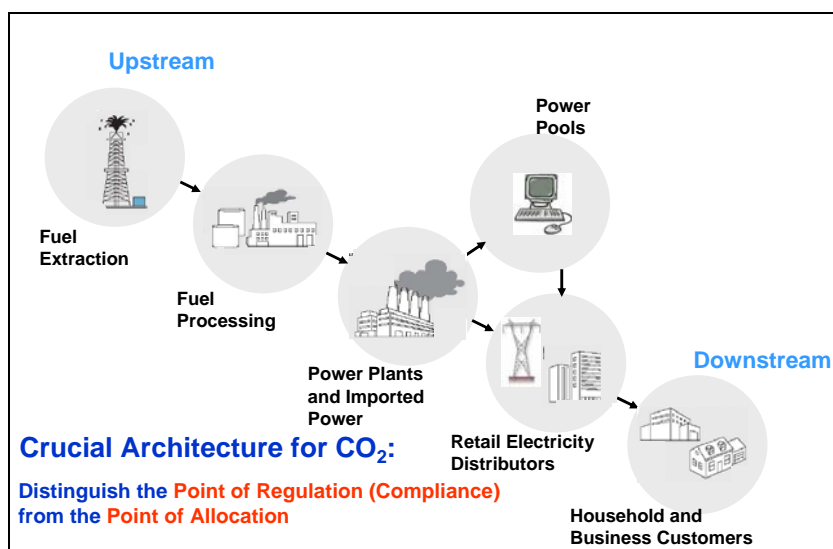 Upstream
Power
Pools
Fuel
Extraction
Fuel
Processing
Power Plants
and Imported
Power
Downstream
Retail Electricity
Distributors
Household and
Business Customers
Crucial Architecture for CO₂:
Distinguish the Point of Regulation (Compliance)
from the Point of Allocation